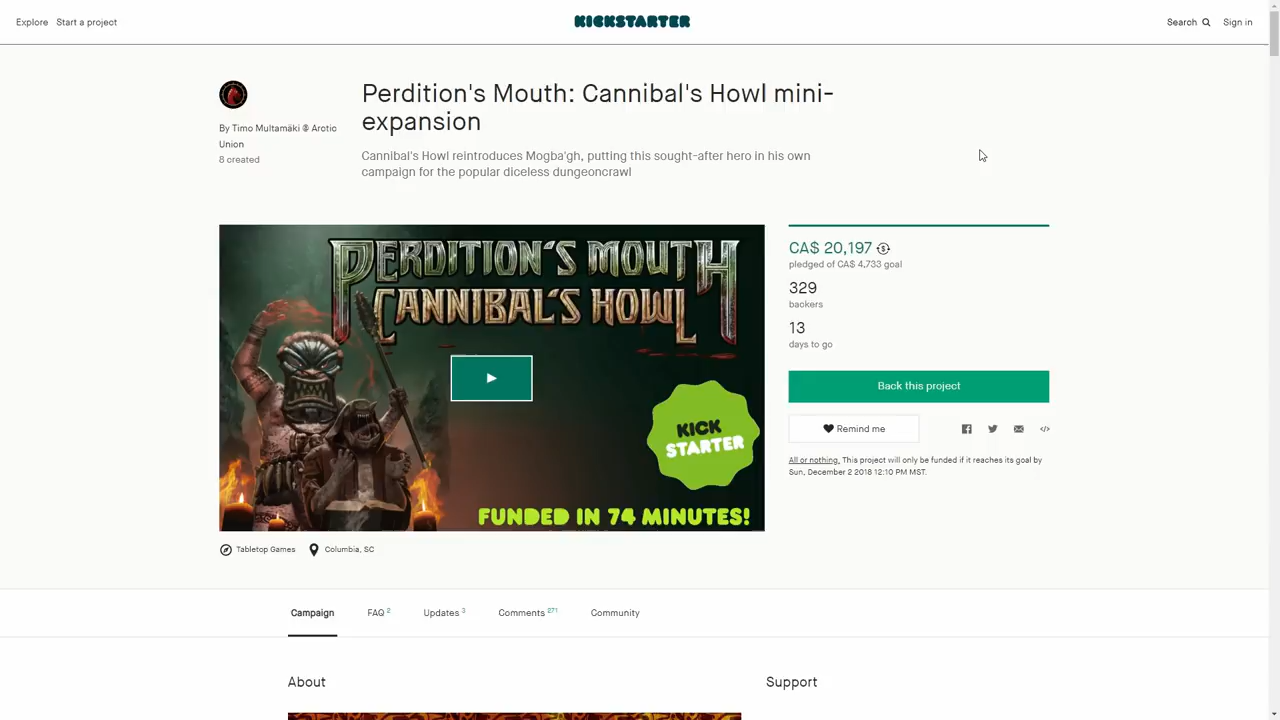 Explore Start a project
KICKSTARTER
Search Sign in
By Timo Multamäki @ Arctic
Union
8 created
Perdition's Mouth: Cannibal's Howl mini-
expansion
Cannibal's Howl reintroduces Mogba'gh, putting this sought-after hero in his own
campaign for the popular diceless dungeoncrawl
PERDITION'S MOUTH
CANNIBAL'S HOWL
KICK
STARTER
FUNDED IN 74 MINUTES!
CA$ 20,197
pledged of CA$ 4,733 goal
329
backers
13
days to go
Back this project
Remind me
All or nothing. This project will only be funded if it reaches its goal by
Sun, December 2 2018 12:10 PM MST.
Tabletop Games Columbia, SC
Campaign FAQ 2 Updates 3 Comments 271 Community
About
Support